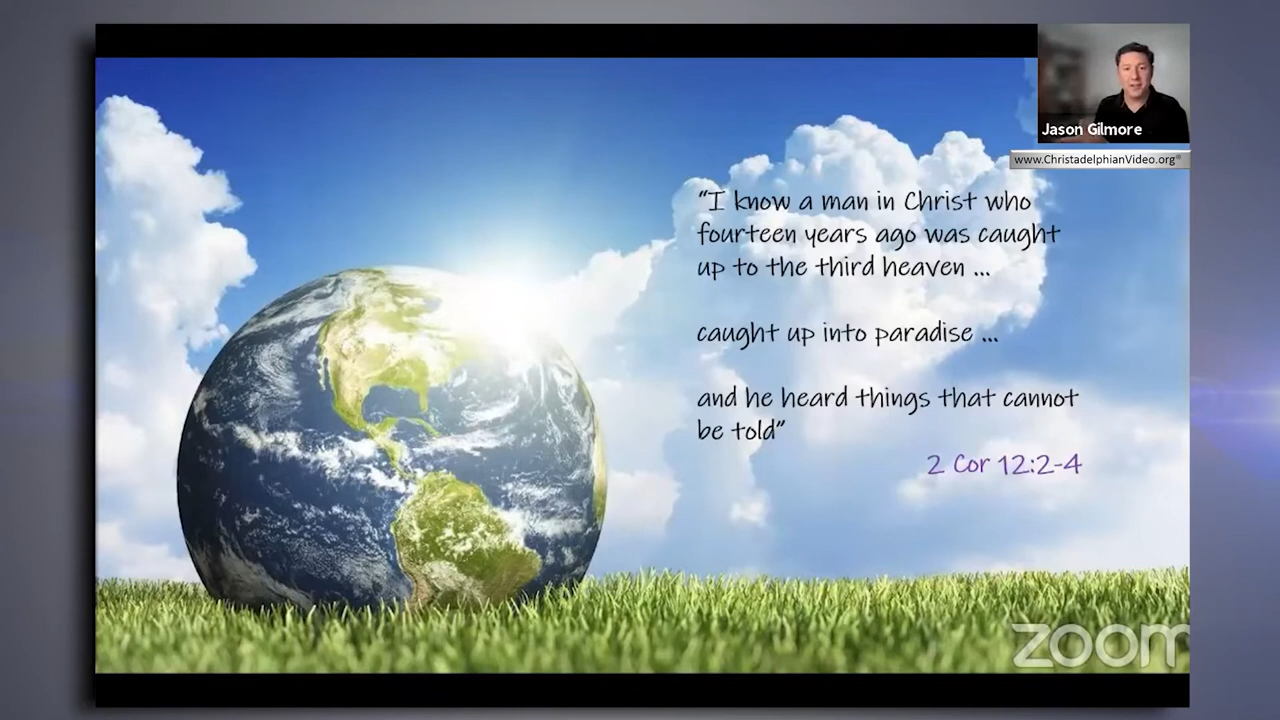 Jason Gilmore
www.ChristadelphianVideo.org®
“I know a man in Christ who
fourteen years ago was caught
up to the third heaven ...
caught up into paradise ...
and he heard things that cannot
be told”
2 Cor 12:2-4
zoom